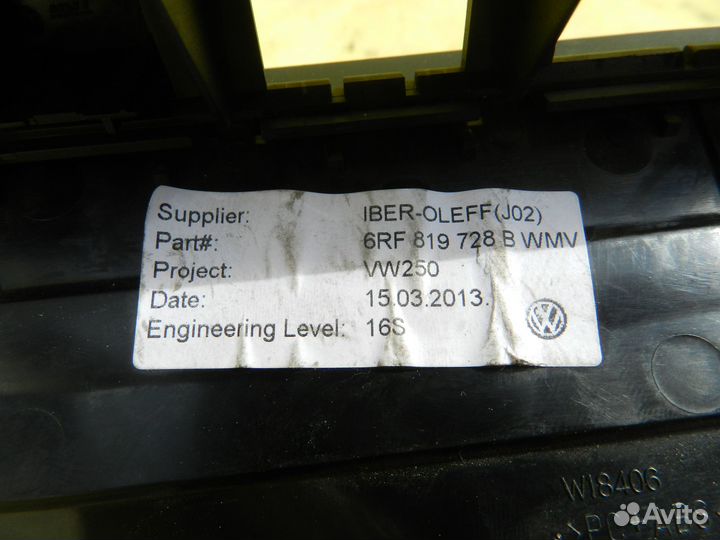 Supplier: IBER-OLEFF(J02)
Part#: 6RF 819 728 B WMV
Project: VW250
Date: 15.03.2013.
Engineering Level: 16S
WI8406
Avito